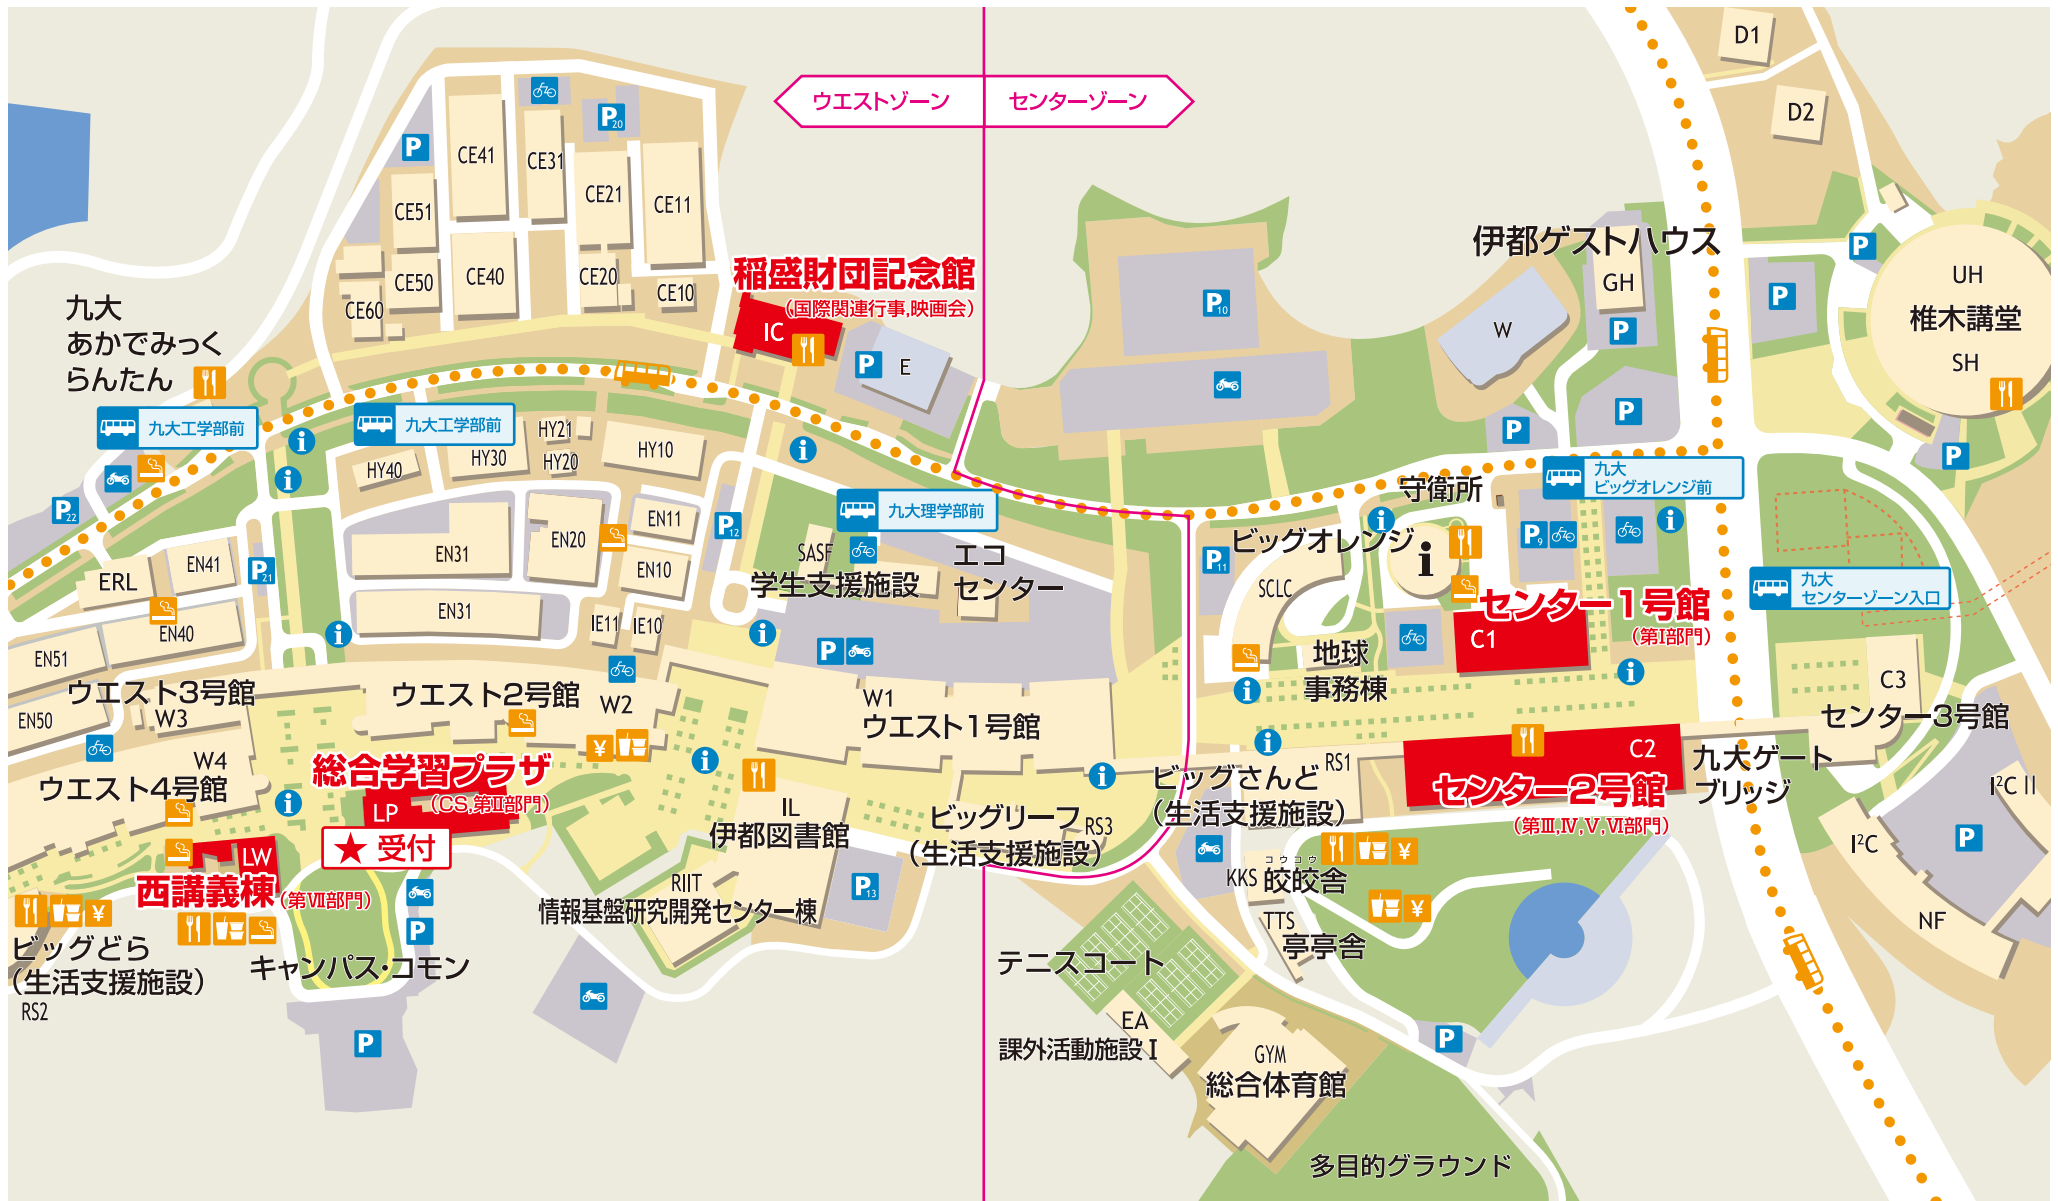 ウエストゾーン
センターゾーン
D1
D2
P
P20
CE41
CE31
CE21
CE11
CE51
CE50
CE40
CE20
CE10
CE60
稲盛財団記念館
(国際関連行事,映画会)
IC
P
E
P10
伊都ゲストハウス
GH
P
W
P
P
P
P
UH
椎木講堂
SH
P
九大
あかでみっく
らんたん
九大工学部前
九大工学部前
HY21
HY20
HY30
HY40
HY10
P22
九大理学部前
九大
ビッグオレンジ前
守衛所
ビッグオレンジ
P9
EN31
EN20
EN11
EN10
P12
SASF
学生支援施設
エコ
センター
P11
SCLC
ERL
EN41
P21
EN40
EN31
IE11
IE10
EN51
EN50
P
九大
センターゾーン入口
センター1号館
(第I部門)
C1
地球
事務棟
C3
センター3号館
ウエスト3号館
W3
ウエスト2号館
W2
W1
ウエスト1号館
W4
ウエスト4号館
総合学習プラザ
(CS,第II部門)
LP
¥
★ 受付
LW
西講義棟
(第VII部門)
IL
伊都図書館
ビッグリーフ
RS3
(生活支援施設)
ビッグさんど
(生活支援施設)
RS1
C2
センター2号館
(第III,IV,V,VI部門)
九大ゲート
ブリッジ
I²C II
I²C
P
NF
コウコウ
KKS 皎皎舎
¥
TTS
亭亭舎
¥
P13
RIIT
情報基盤研究開発センター棟
¥
ビッグどら
(生活支援施設)
RS2
キャンパス・コモン
P
P
テニスコート
EA
課外活動施設 I
GYM
総合体育館
P
多目的グラウンド